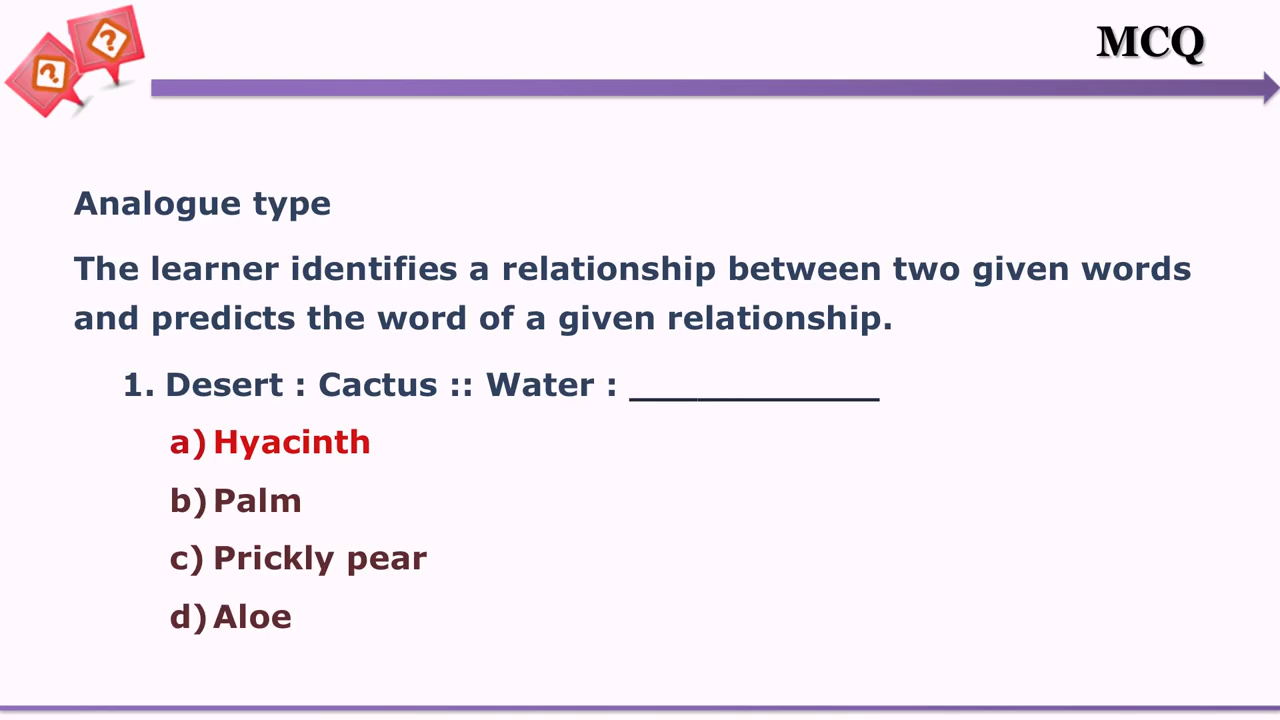 MCQ
Analogue type
The learner identifies a relationship between two given words
and predicts the word of a given relationship.
1. Desert : Cactus :: Water : ___________
a) Hyacinth
b) Palm
c) Prickly pear
d) Aloe